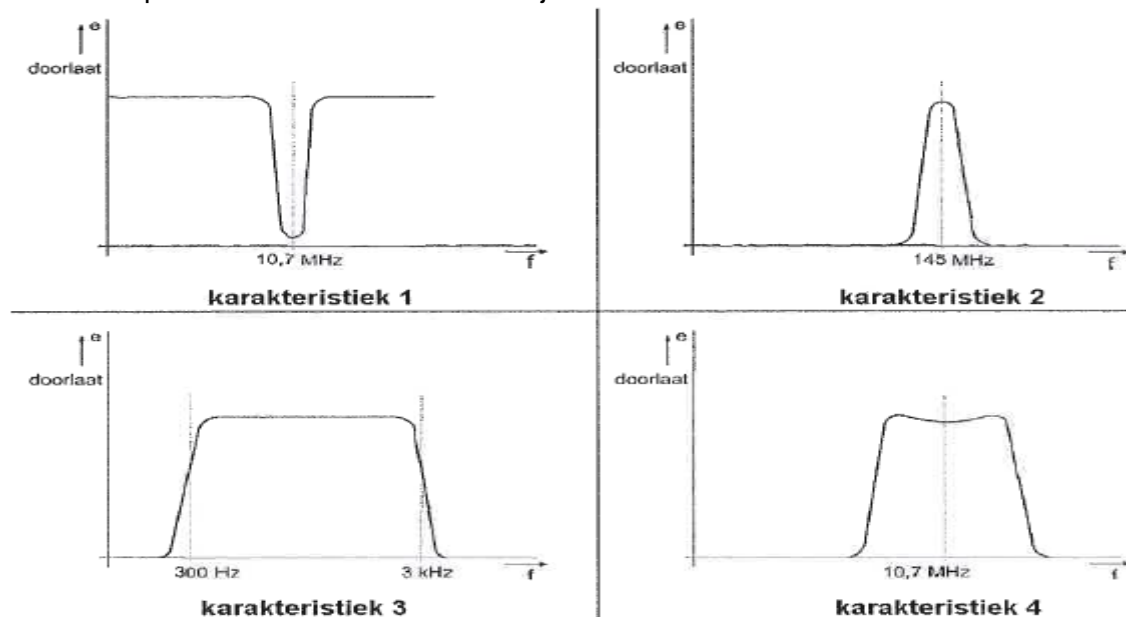 e
doorlaat
10,7 MHz
f
karakteristiek 1
e
doorlaat
145 MHz
f
karakteristiek 2
e
doorlaat
300 Hz
3 kHz
f
karakteristiek 3
e
doorlaat
10,7 MHz
f
karakteristiek 4